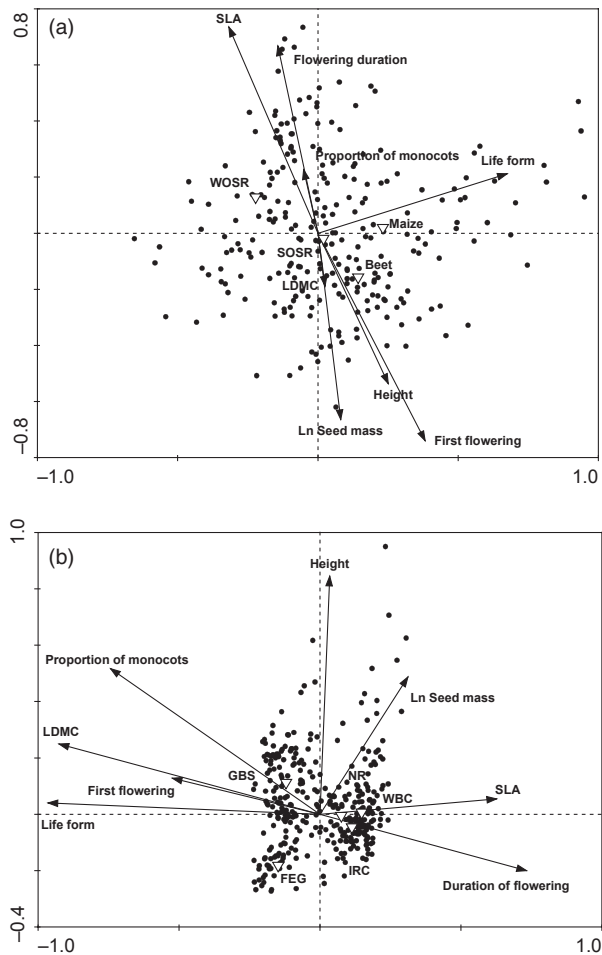 0.8
(a)
SLA
Flowering duration
Proportion of monocots
Life form
WOSR
Maize
SOSR
Beet
LDMC
Height
Ln Seed mass
First flowering
−0.8
−1.0
1.0
1.0
(b)
Height
Proportion of monocots
Ln Seed mass
LDMC
GBS
NR
First flowering
WBC
SLA
Life form
FEG
IRC
Duration of flowering
−0.4
−1.0
1.0